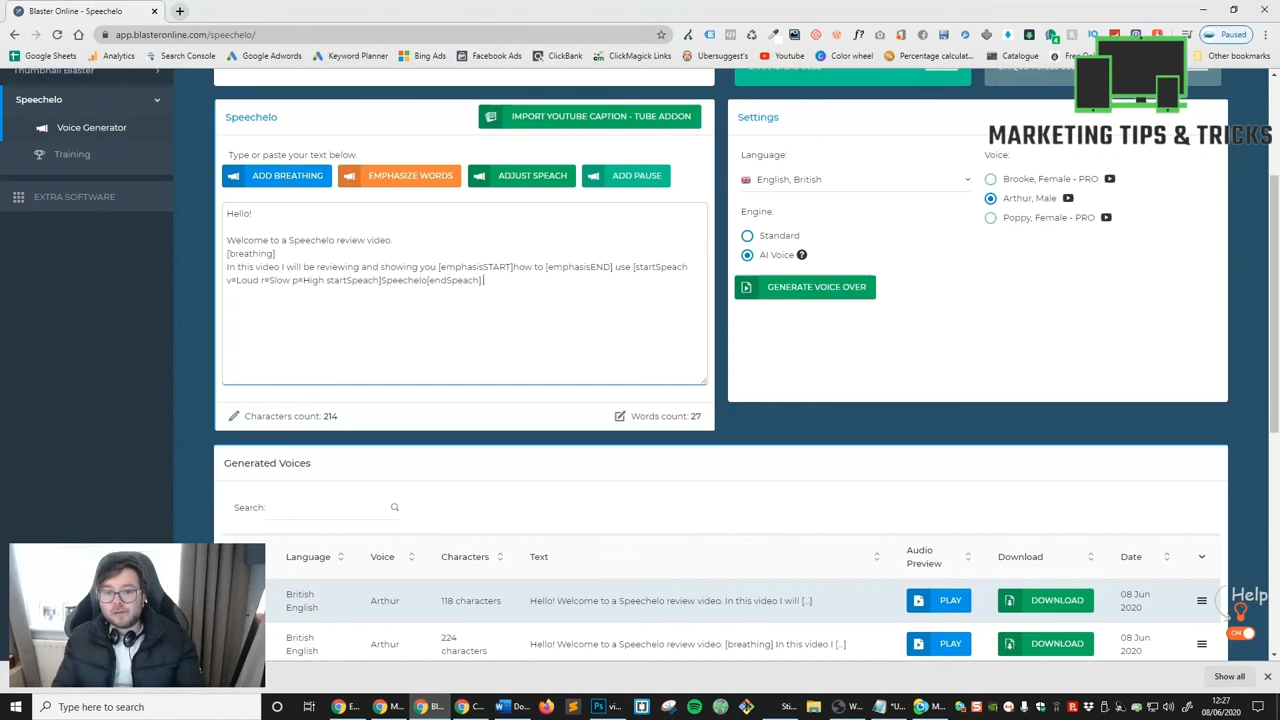 Blaster Online - Speechelo
app.blasteronline.com/speechelo/
Paused
Google Sheets
Analytics
Search Console
Google Adwords
Keyword Planner
Bing Ads
Facebook Ads
ClickBank
ClickMagick Links
Ubersuggest's
Youtube
Color wheel
Percentage calculat...
Catalogue
Other bookmarks
MARKETING TIPS & TRICKS
Thumbnail Blaster
Speechelo
Voice Generator
Training
EXTRA SOFTWARE
Speechelo
IMPORT YOUTUBE CAPTION - TUBE ADDON
Type or paste your text below.
ADD BREATHING
EMPHASIZE WORDS
ADJUST SPEACH
ADD PAUSE
Hello!
Welcome to a Speechelo review video.
[breathing]
In this video I will be reviewing and showing you [emphasisSTART]how to [emphasisEND] use [startSpeach
v=Loud r=Slow p=High startSpeach]Speechelo[endSpeach].
Characters count: 214
Words count: 27
Settings
Language:
English, British
Engine:
Standard
AI Voice
GENERATE VOICE OVER
Voice:
Brooke, Female - PRO
Arthur, Male
Poppy, Female - PRO
Generated Voices
Search:
Language
Voice
Characters
Text
Audio
Preview
Download
Date
British
English
Arthur
118 characters
Hello! Welcome to a Speechelo review video. In this video I will [...]
PLAY
DOWNLOAD
08 Jun
2020
British
English
Arthur
224
characters
Hello! Welcome to a Speechelo review video. [breathing] In this video I [...]
PLAY
DOWNLOAD
08 Jun
2020
Help
ON
Show all
Type here to search
12:27
08/06/2020